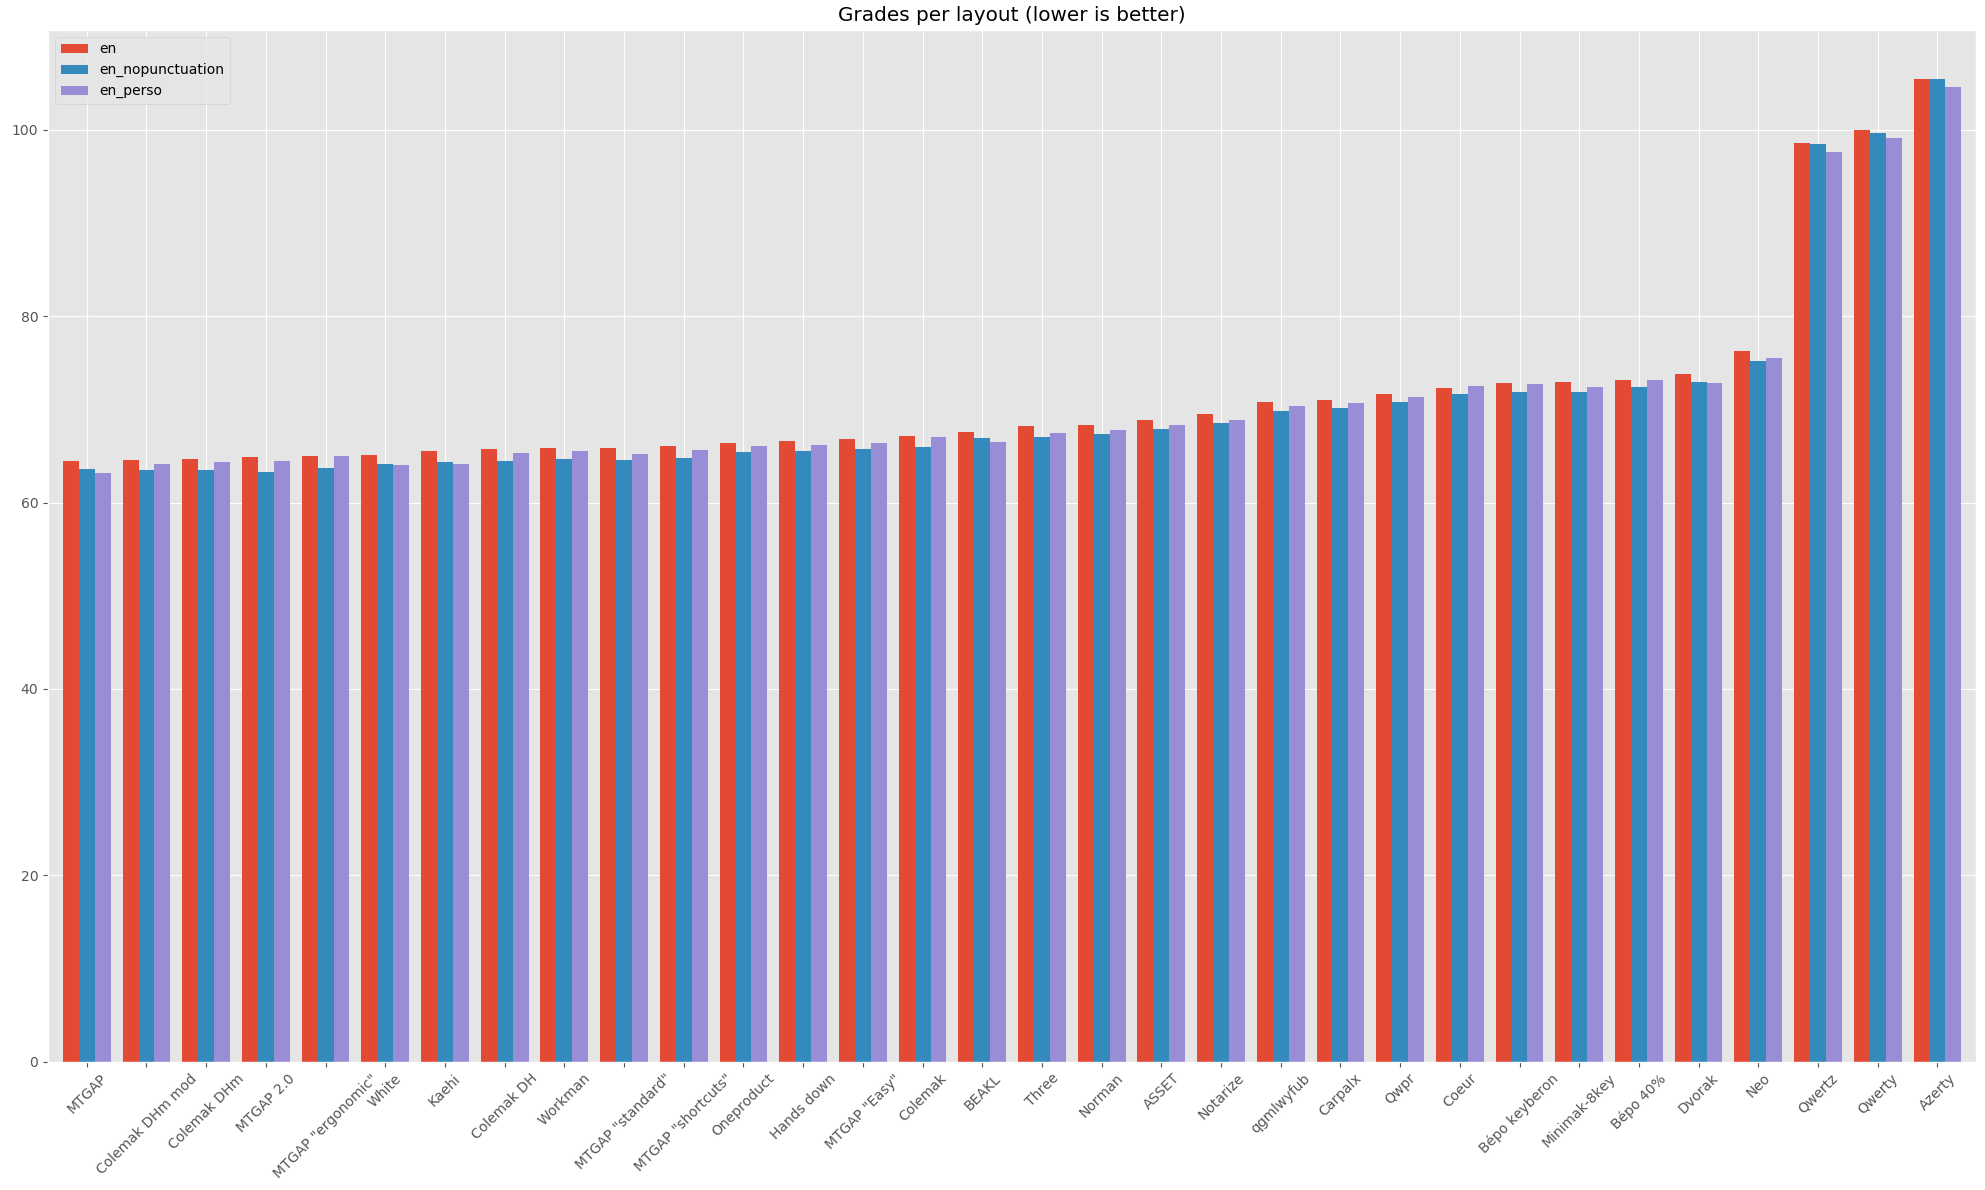 Grades per layout (lower is better)
en
en_nopunctuation
en_perso
100
80
60
40
20
0
MTGAP
Colemak DHm mod
Colemak DHm
MTGAP 2.0
MTGAP "ergonomic"
White
Kaehi
Colemak DH
Workman
MTGAP "standard"
MTGAP "shortcuts"
Oneproduct
Hands down
MTGAP "Easy"
Colemak
BEAKL
Three
Norman
ASSET
Notarize
qgmlwyfub
Carpalx
Qwpr
Coeur
Bépo keyberon
Minimak-8key
Bépo 40%
Dvorak
Neo
Qwertz
Qwerty
Azerty